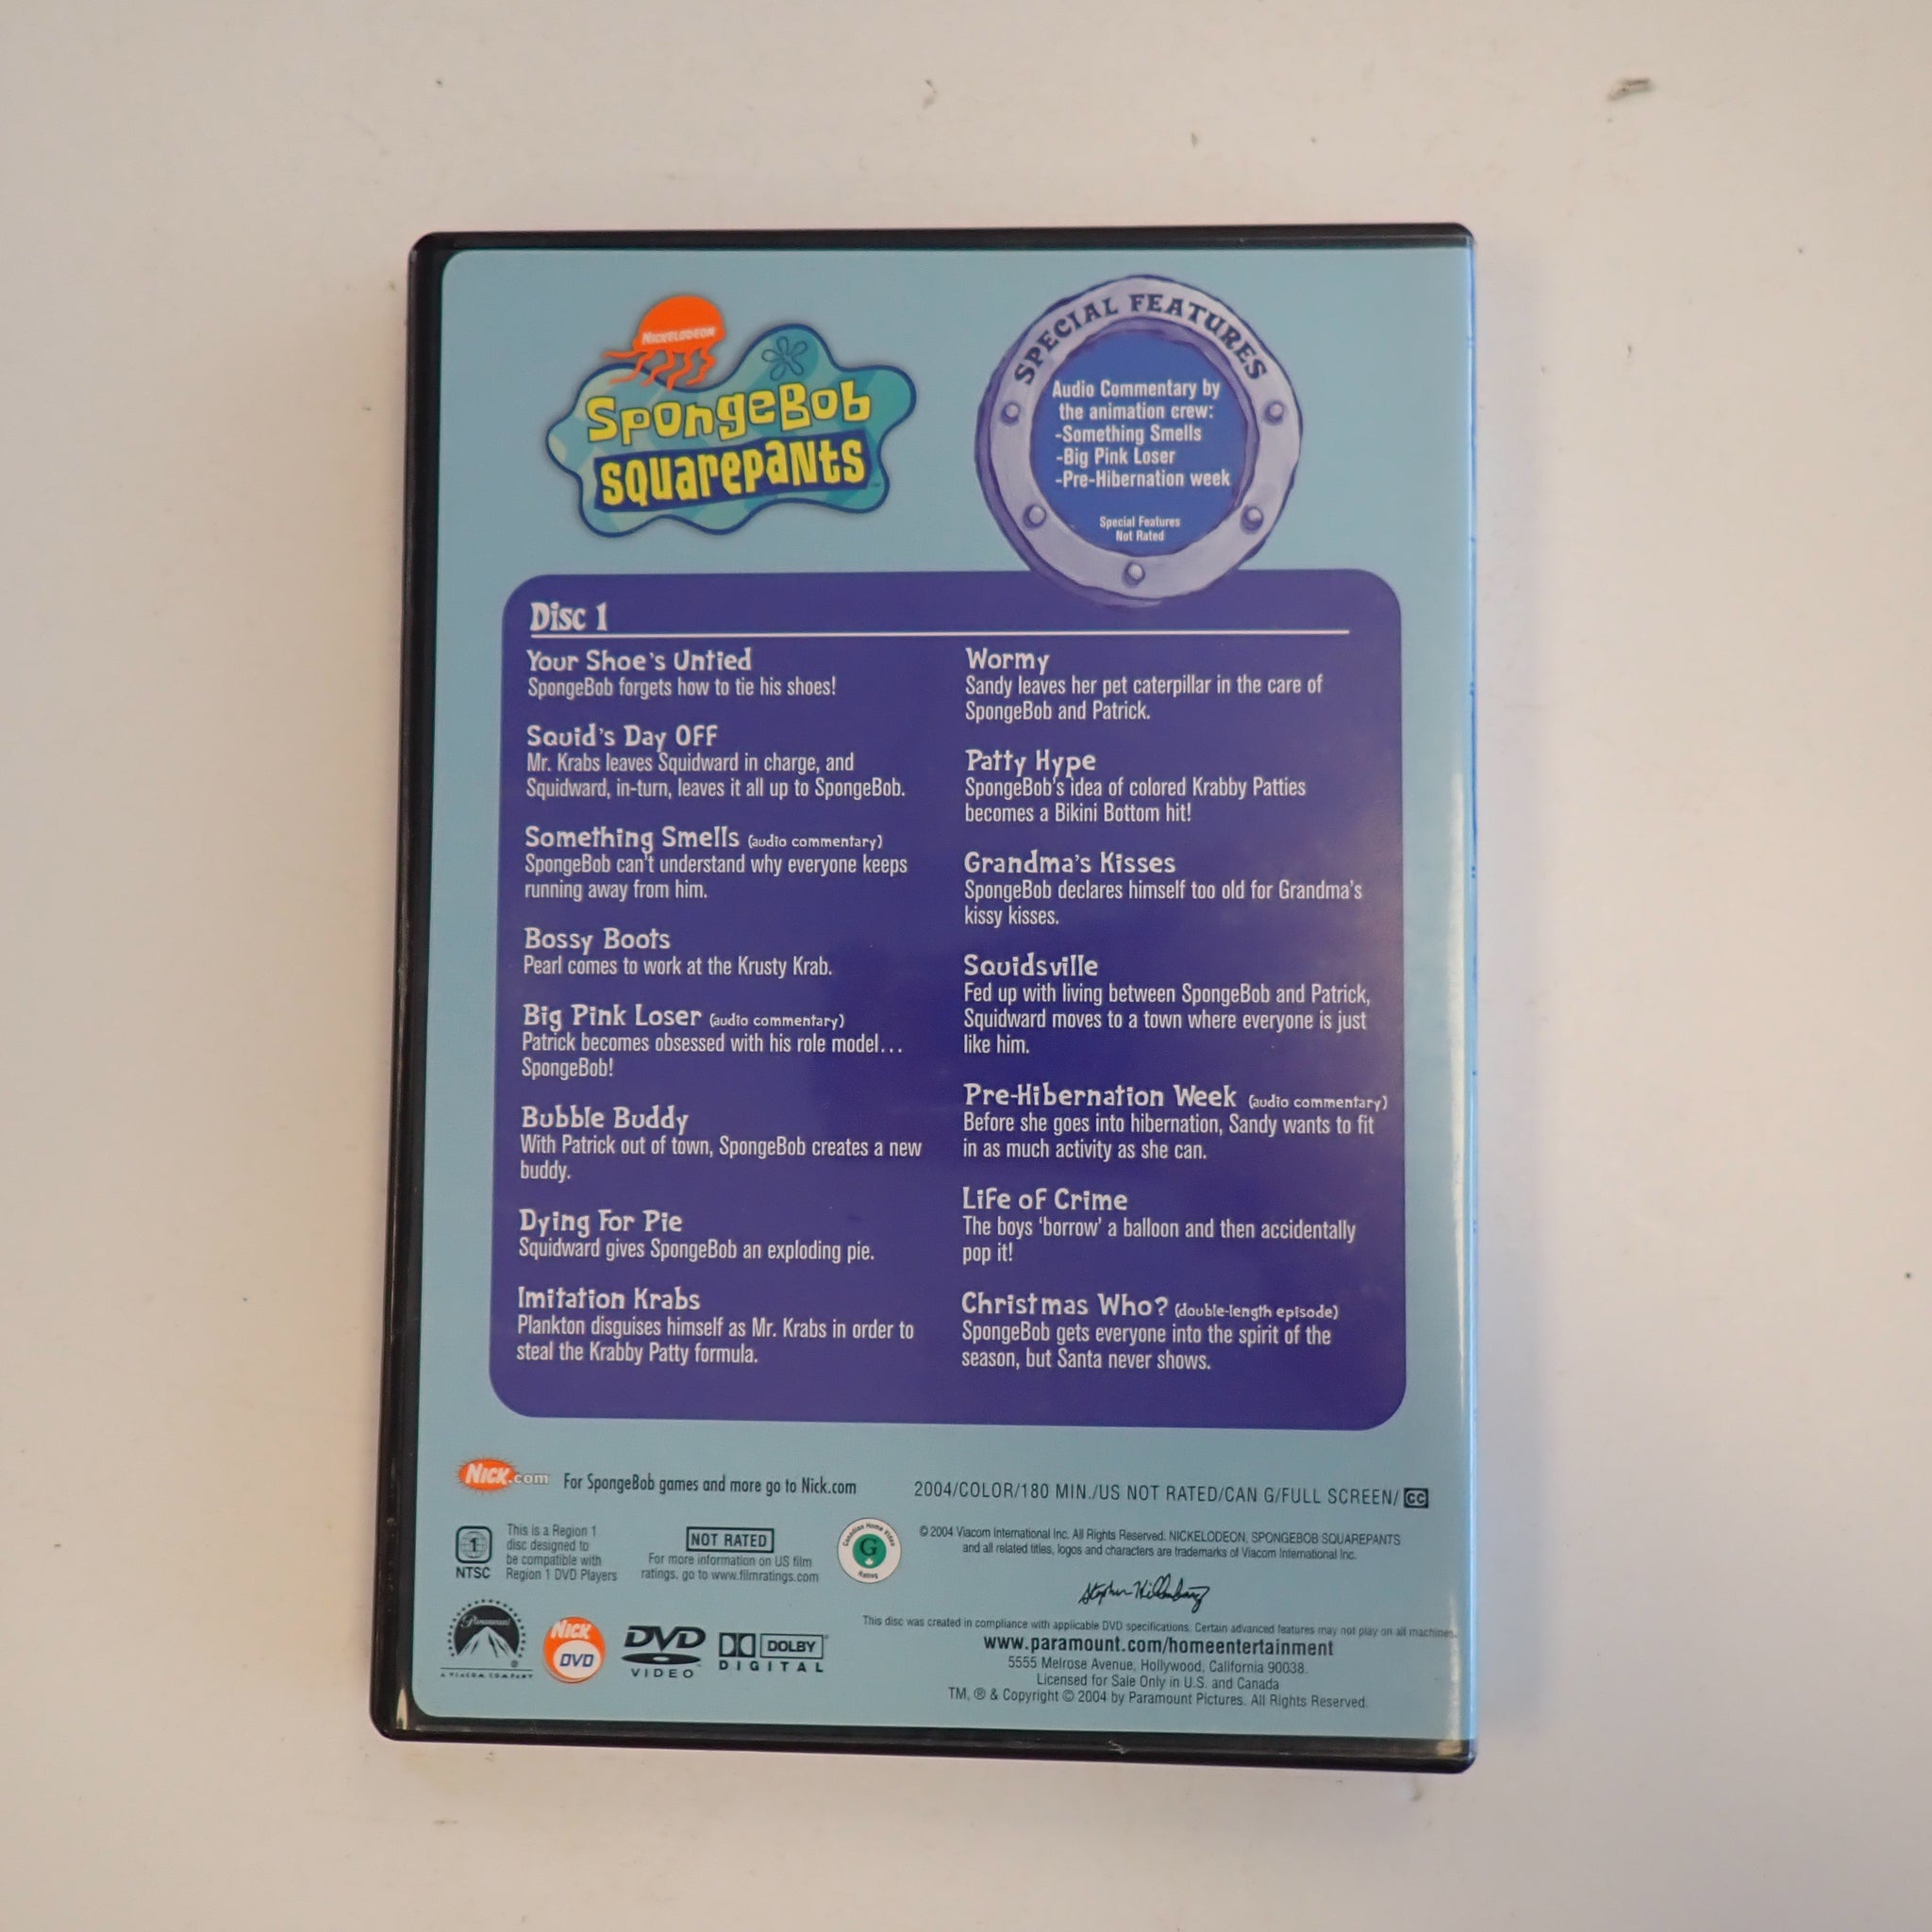 NICKELODEON
SpongeBob
squarepants
SPECIAL FEATURES
Audio Commentary by
the animation crew:
-Something Smells
-Big Pink Loser
-Pre-Hibernation week
Special Features
Not Rated
Disc 1
Your Shoe's Untied
SpongeBob forgets how to tie his shoes!
Squid's Day Off
Mr. Krabs leaves Squidward in charge, and
Squidward, in-turn, leaves it all up to SpongeBob.
Something Smells (audio commentary)
SpongeBob can't understand why everyone keeps
running away from him.
Bossy Boots
Pearl comes to work at the Krusty Krab.
Big Pink Loser (audio commentary)
Patrick becomes obsessed with his role model...
SpongeBob!
Bubble Buddy
With Patrick out of town, SpongeBob creates a new
buddy.
Dying For Pie
Squidward gives SpongeBob an exploding pie.
Imitation Krabs
Plankton disguises himself as Mr. Krabs in order to
steal the Krabby Patty formula.
Wormy
Sandy leaves her pet caterpillar in the care of
SpongeBob and Patrick.
Patty Hype
SpongeBob's idea of colored Krabby Patties
becomes a Bikini Bottom hit!
Grandma's Kisses
SpongeBob declares himself too old for Grandma's
kissy kisses.
Squidsville
Fed up with living between SpongeBob and Patrick,
Squidward moves to a town where everyone is just
like him.
Pre-Hibernation Week (audio commentary)
Before she goes into hibernation, Sandy wants to fit
in as much activity as she can.
Life of Crime
The boys 'borrow' a balloon and then accidentally
pop it!
Christmas Who? (double-length episode)
SpongeBob gets everyone into the spirit of the
season, but Santa never shows.
NICK.com For SpongeBob games and more go to Nick.com
2004/COLOR/180 MIN./US NOT RATED/CAN G/FULL SCREEN/ CC
1
NTSC
This is a Region 1
disc designed to
be compatible with
Region 1 DVD Players
NOT RATED
For more information on US film
ratings, go to www.filmratings.com
Canadian Home Video
G
Rating
© 2004 Viacom International Inc. All Rights Reserved. NICKELODEON, SPONGEBOB SQUAREPANTS
and all related titles, logos and characters are trademarks of Viacom International Inc.
Stephen Hillenburg
Paramount
A VIACOM COMPANY
NICK
DVD
DVD
VIDEO
DOLBY
DIGITAL
This disc was created in compliance with applicable DVD specifications. Certain advanced features may not play on all machines.
www.paramount.com/homeentertainment
5555 Melrose Avenue, Hollywood, California 90038.
Licensed for Sale Only in U.S. and Canada
TM, ® & Copyright © 2004 by Paramount Pictures. All Rights Reserved.